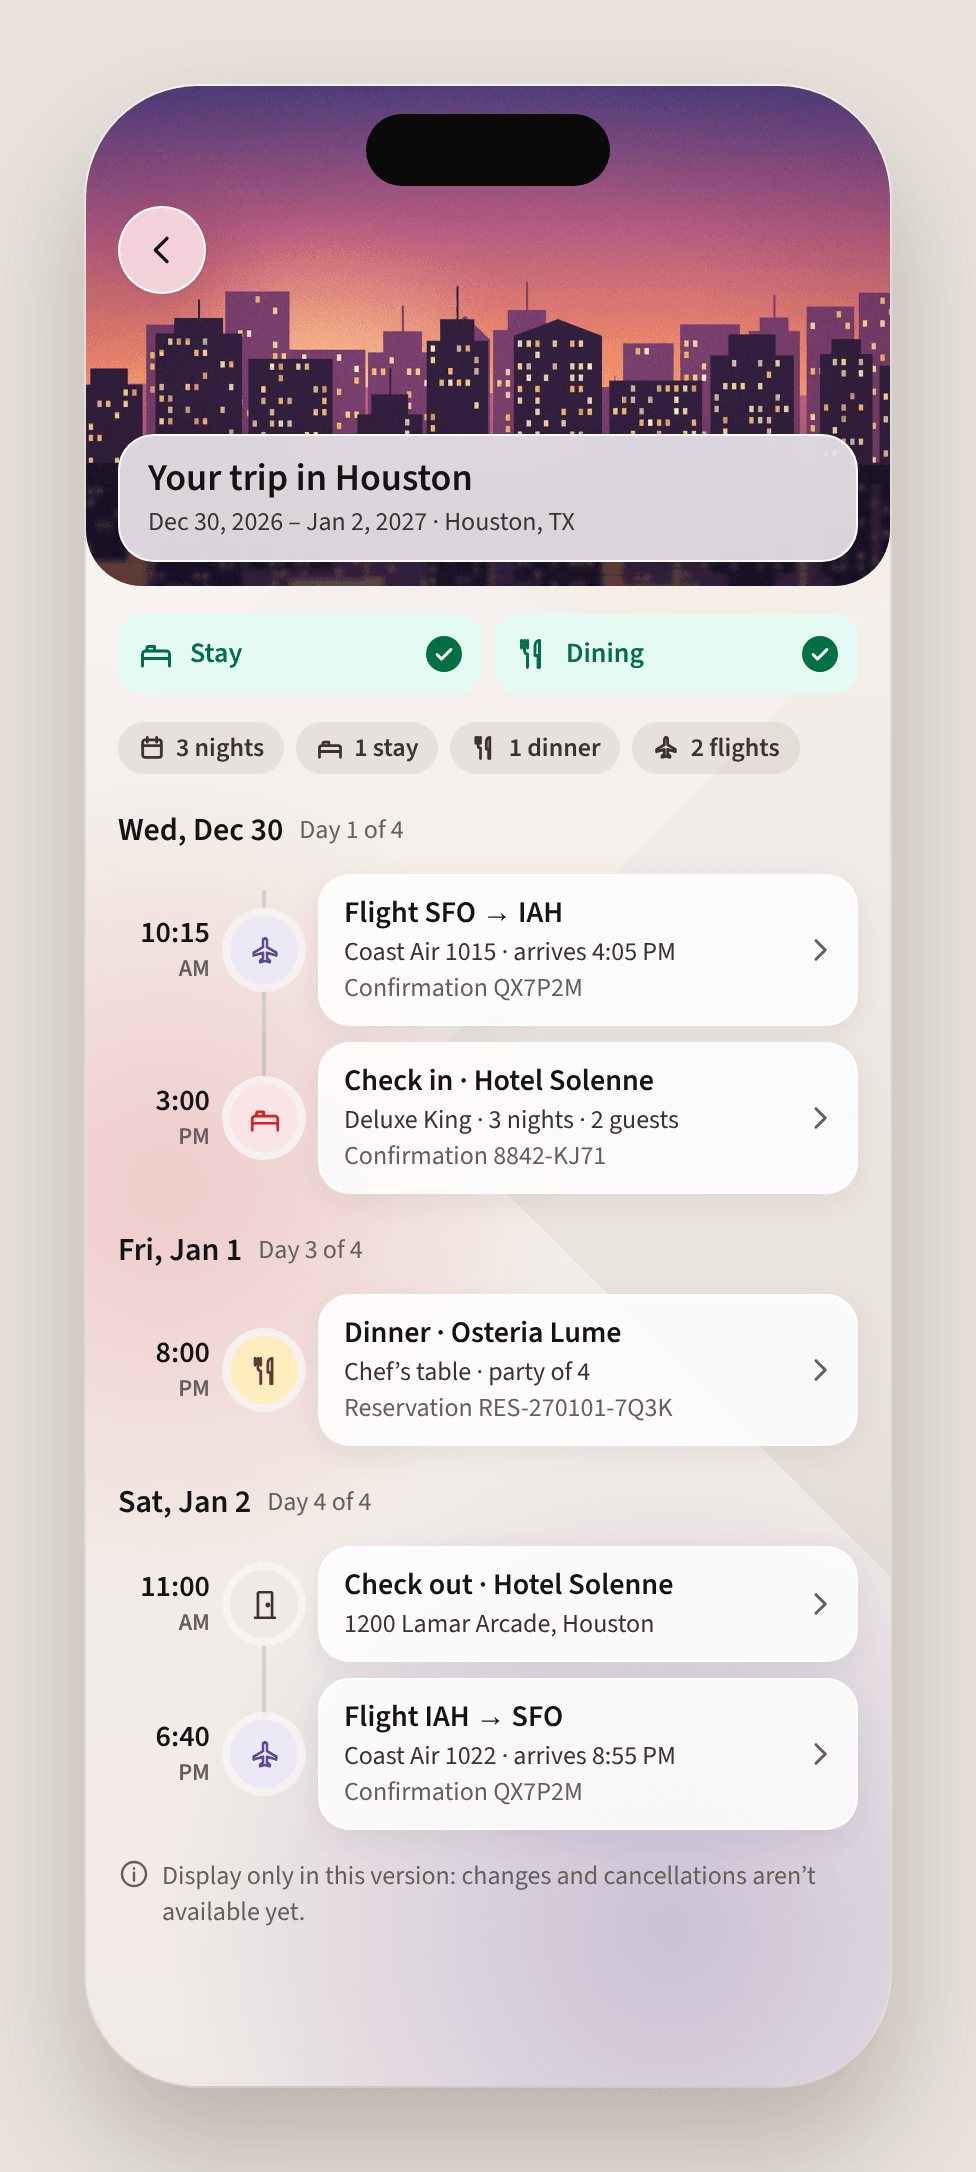 Your trip in Houston
Dec 30, 2026 – Jan 2, 2027 · Houston, TX
Stay
Dining
3 nights
1 stay
1 dinner
2 flights
Wed, Dec 30 Day 1 of 4
10:15
AM
Flight SFO → IAH
Coast Air 1015 · arrives 4:05 PM
Confirmation QX7P2M
3:00
PM
Check in · Hotel Solenne
Deluxe King · 3 nights · 2 guests
Confirmation 8842-KJ71
Fri, Jan 1 Day 3 of 4
8:00
PM
Dinner · Osteria Lume
Chef’s table · party of 4
Reservation RES-270101-7Q3K
Sat, Jan 2 Day 4 of 4
11:00
AM
Check out · Hotel Solenne
1200 Lamar Arcade, Houston
6:40
PM
Flight IAH → SFO
Coast Air 1022 · arrives 8:55 PM
Confirmation QX7P2M
Display only in this version: changes and cancellations aren’t
available yet.